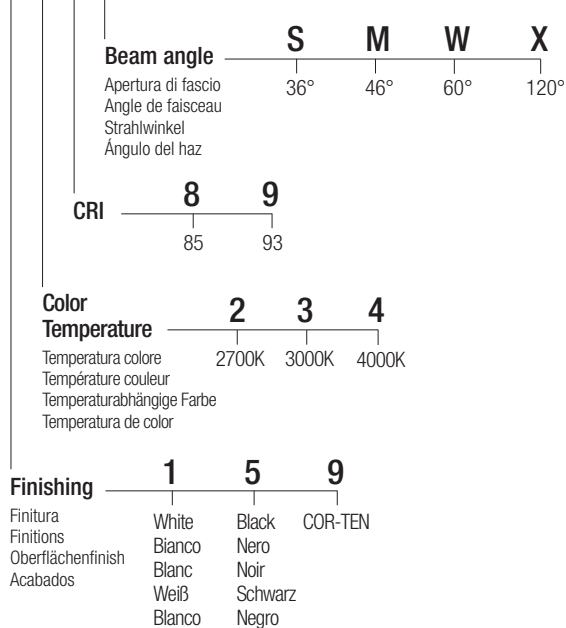 Beam angle S M W X
Apertura di fascio 36° 46° 60° 120°
Angle de faisceau
Strahlwinkel
Ángulo del haz
CRI 8 9
85 93
Color
Temperature 2 3 4
Temperatura colore 2700K 3000K 4000K
Température couleur
Temperaturabhängige Farbe
Temperatura de color
Finishing 1 5 9
Finitura White Black COR-TEN
Finitions Bianco Nero
Oberflächenfinish Blanc Noir
Acabados Weiß Schwarz
Blanco Negro